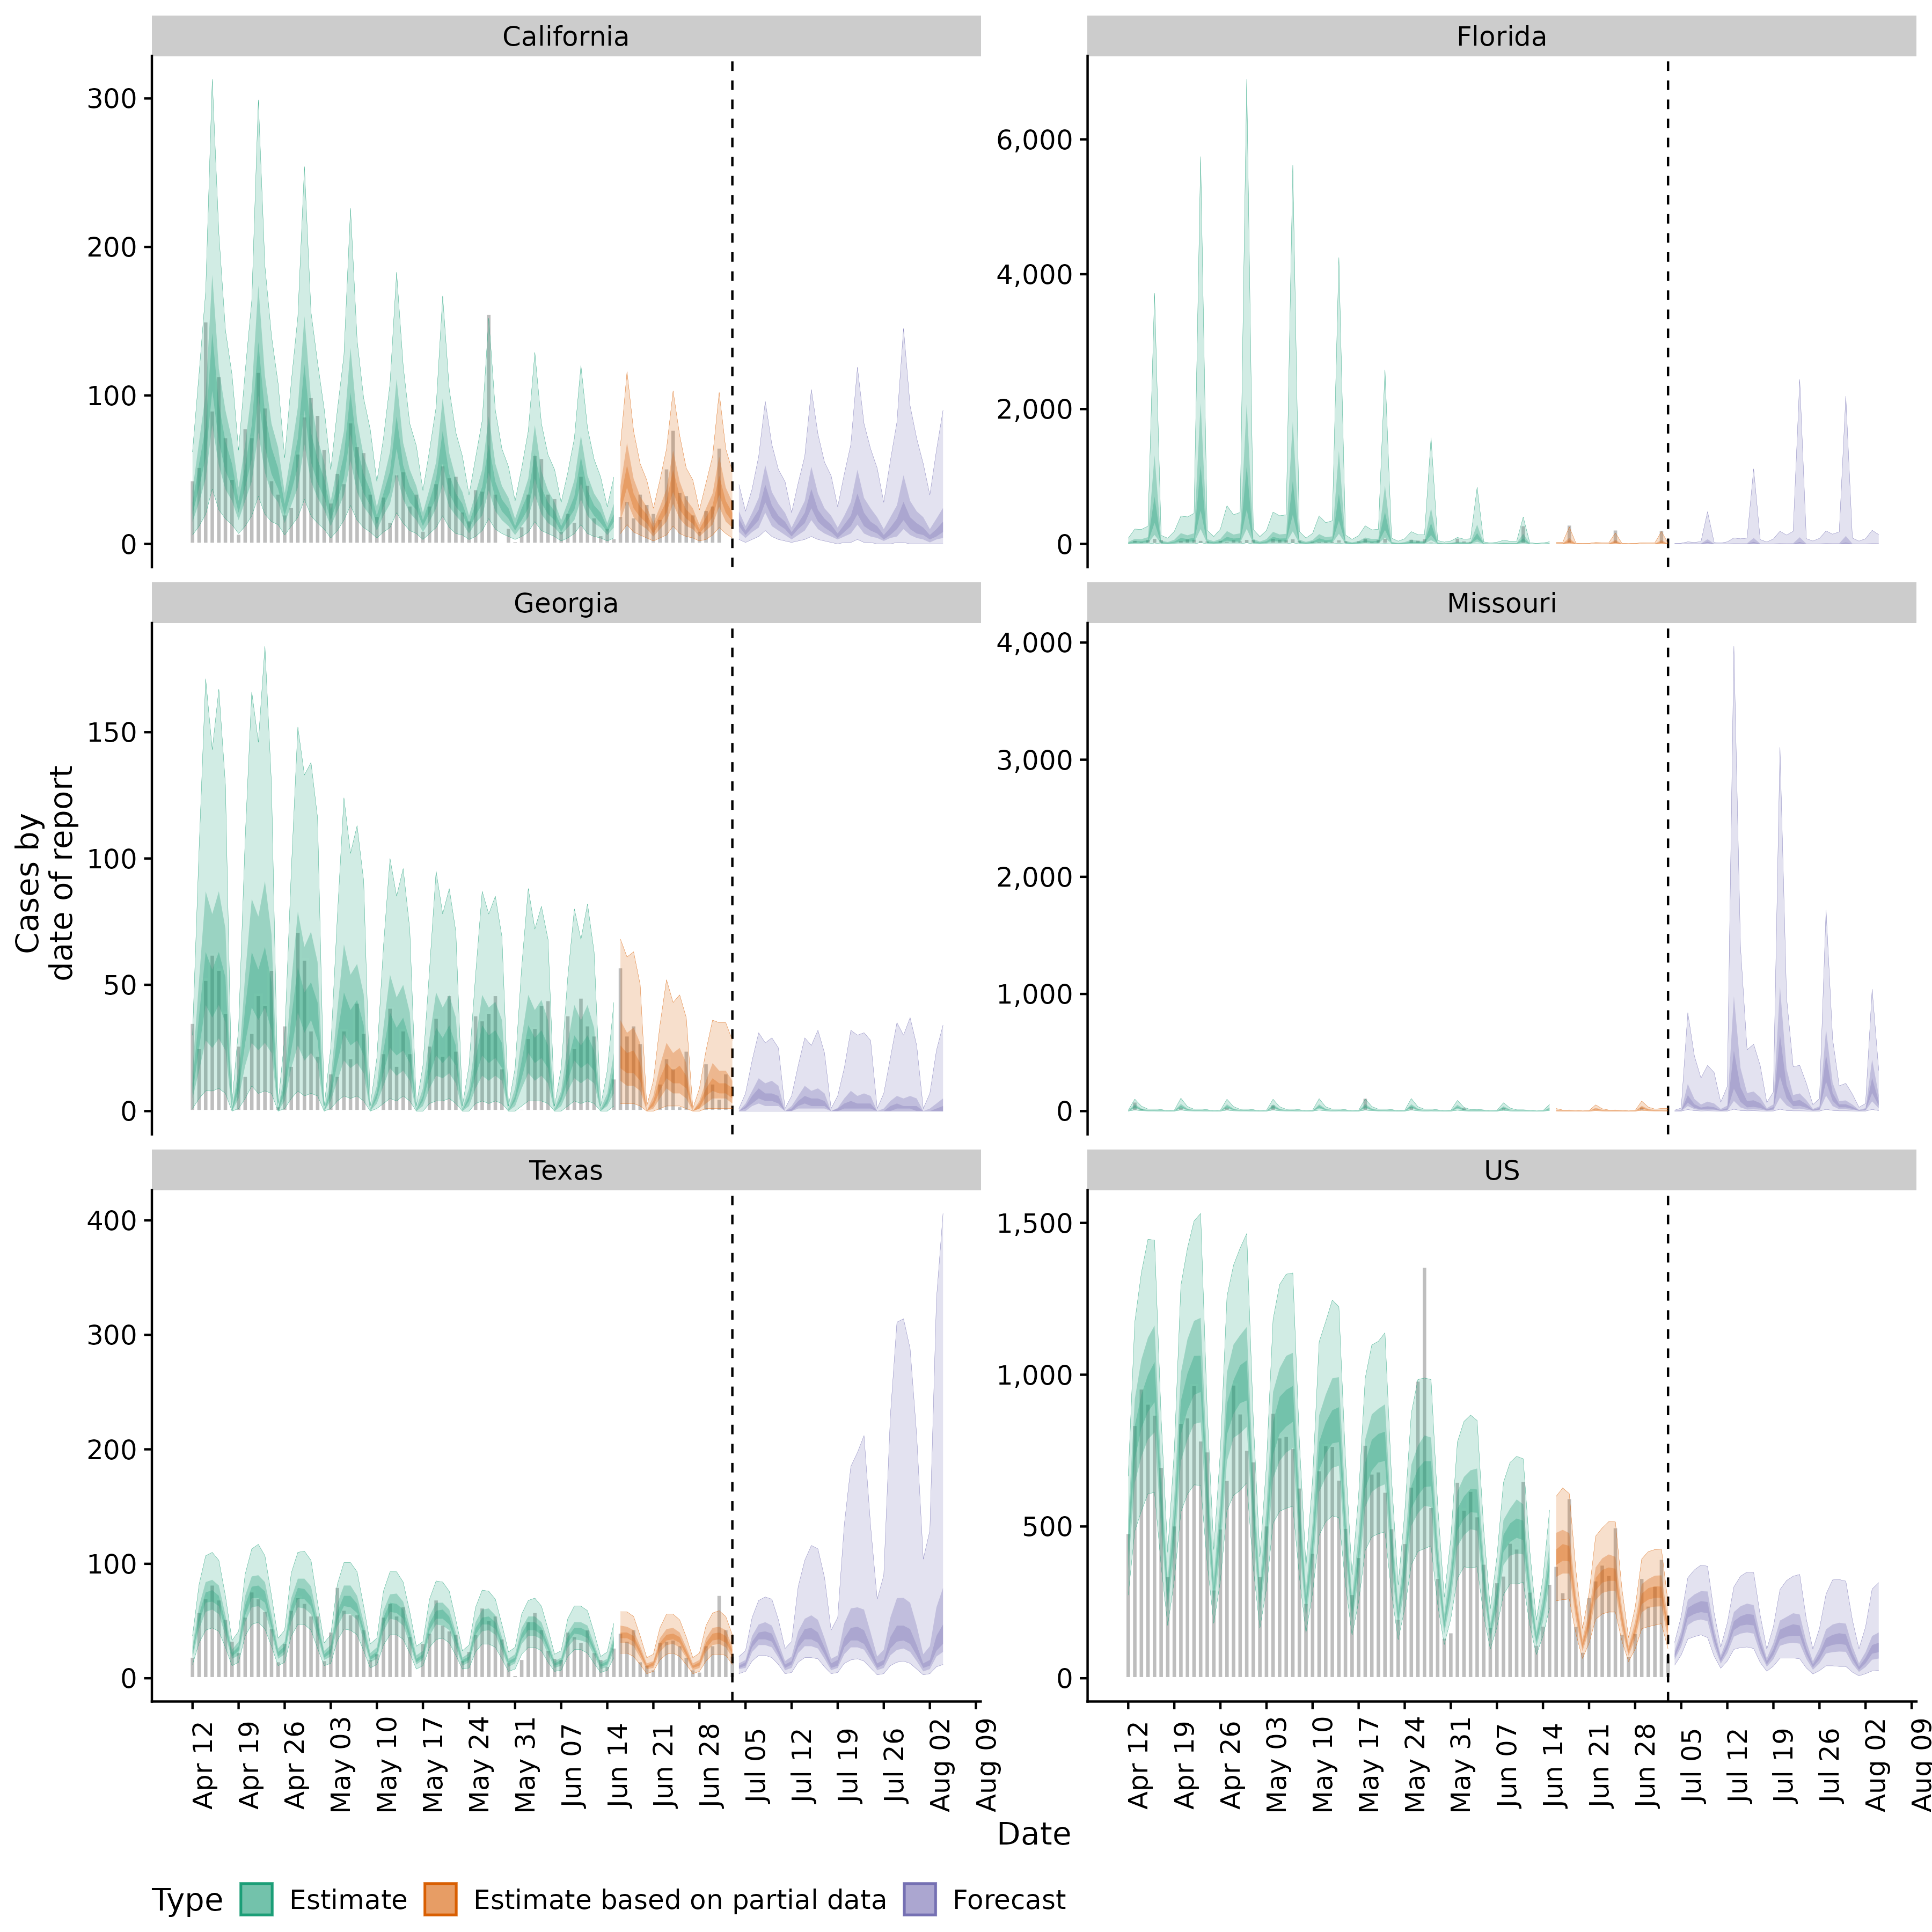 California
Florida
300
200
100
0
6,000
4,000
2,000
0
Georgia
Missouri
150
100
50
0
4,000
3,000
2,000
1,000
0
Texas
US
400
300
200
100
0
1,500
1,000
500
0
Cases by
date of report
Apr 12
Apr 19
Apr 26
May 03
May 10
May 17
May 24
May 31
Jun 07
Jun 14
Jun 21
Jun 28
Jul 05
Jul 12
Jul 19
Jul 26
Aug 02
Aug 09
Apr 12
Apr 19
Apr 26
May 03
May 10
May 17
May 24
May 31
Jun 07
Jun 14
Jun 21
Jun 28
Jul 05
Jul 12
Jul 19
Jul 26
Aug 02
Aug 09
Date
Type Estimate Estimate based on partial data Forecast